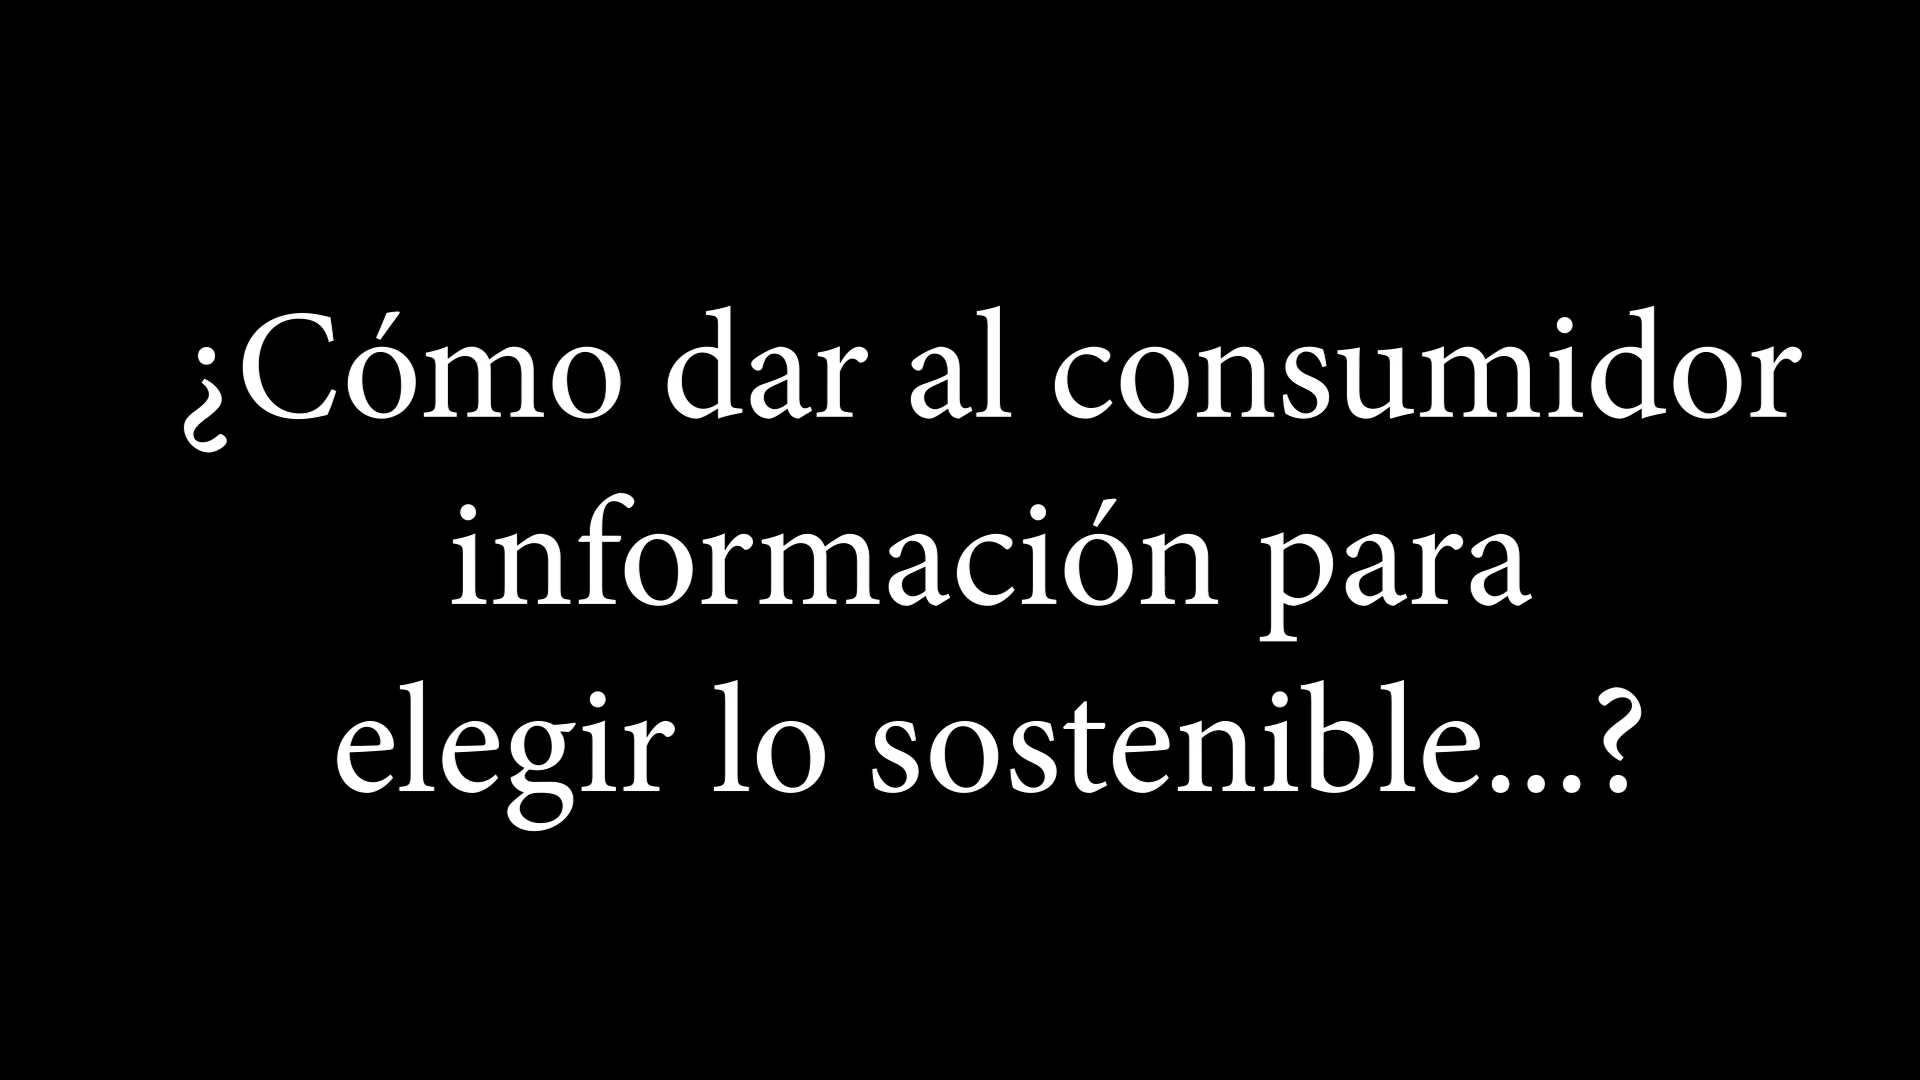 ¿Cómo dar al consumidor
información para
elegir lo sostenible...?